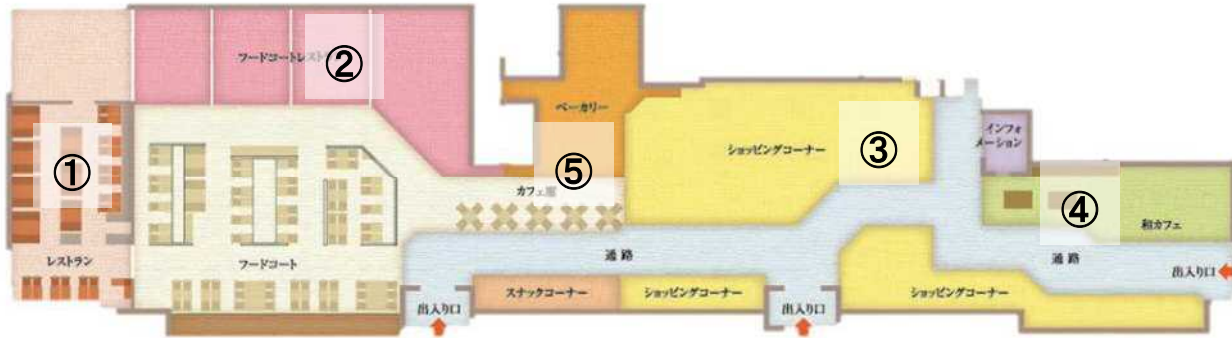 ②
フードコートレスト
ベーカリー
ショッピングコーナー
③
インフォ
メーション
①
カフェ
⑤
④
和カフェ
レストラン
フードコート
通路
通路
出入り口
スナックコーナー
ショッピングコーナー
ショッピングコーナー
出入り口
出入り口